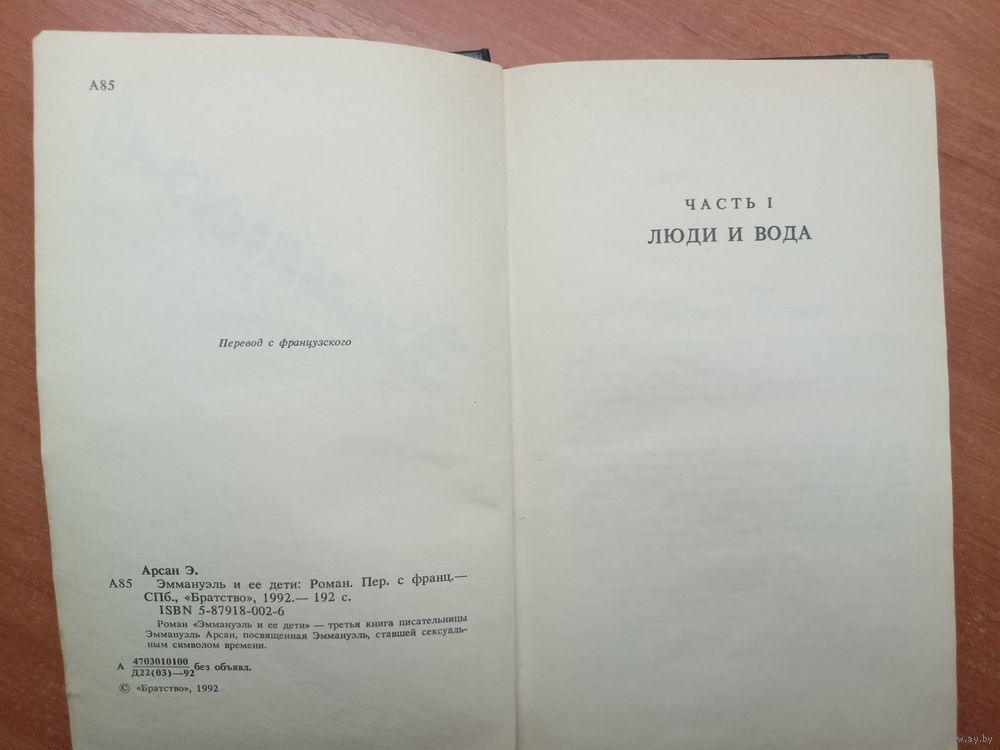 А85
Перевод с французского
Арсан Э.
А85 Эммануэль и ее дети: Роман. Пер. с франц.—
СПб., «Братство», 1992.— 192 с.
ISBN 5-87918-002-6
Роман «Эммануэль и ее дети» — третья книга писательницы
Эммануэль Арсан, посвященная Эммануэль, ставшей сексуаль-
ным символом времени.
А 4703010100 без объявл.
Д22(03)—92
© «Братство», 1992
ЧАСТЬ I
ЛЮДИ И ВОДА